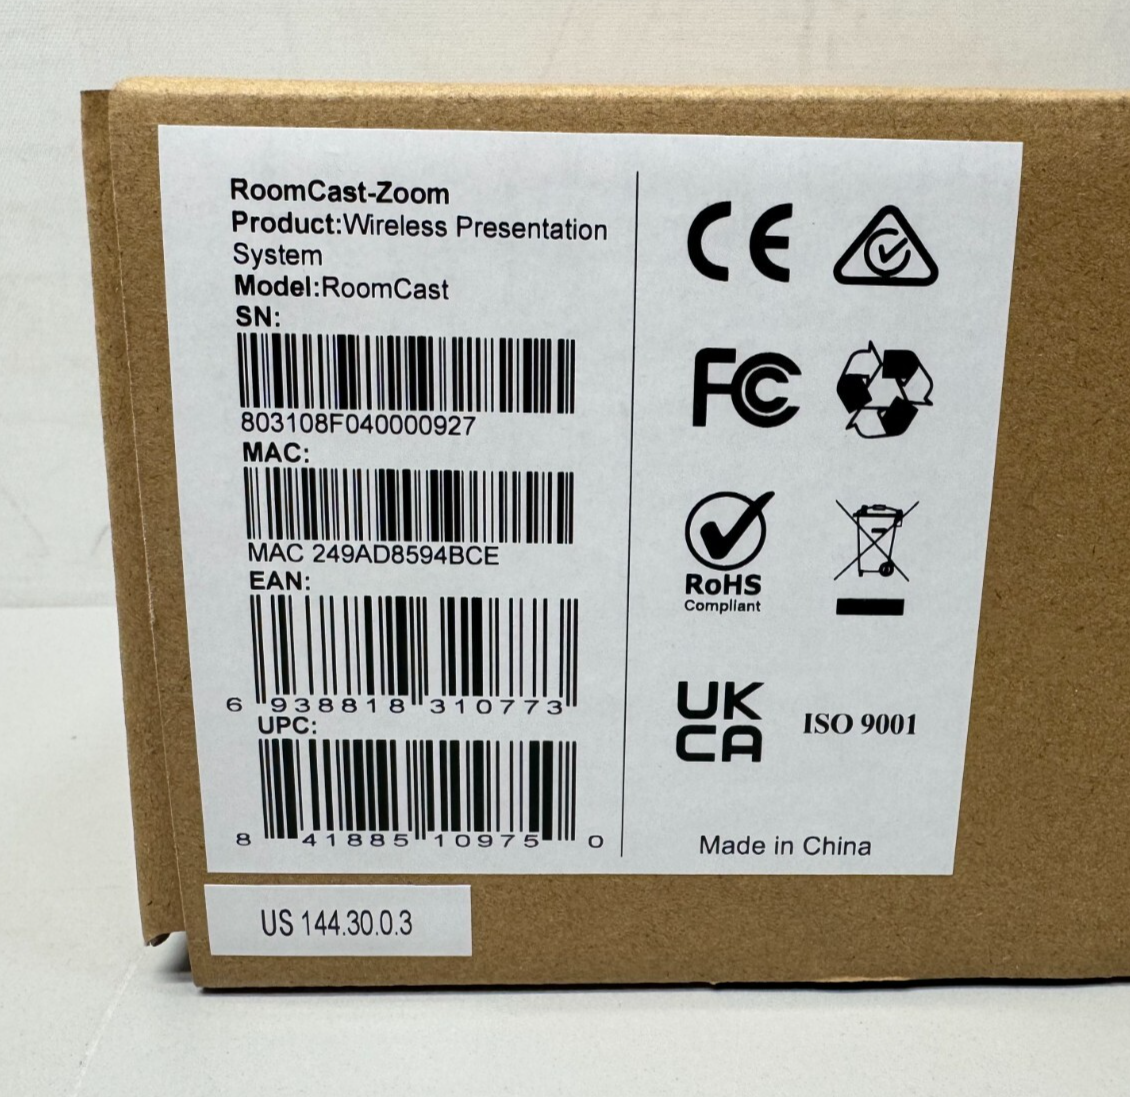 RoomCast-Zoom
Product:Wireless Presentation
System
Model:RoomCast
SN:
803108F040000927
MAC:
MAC 249AD8594BCE
EAN:
6 938818 310773
UPC:
8 41885 10975 0
CE
FC
RoHS
Compliant
UK
CA
ISO 9001
Made in China
US 144.30.0.3